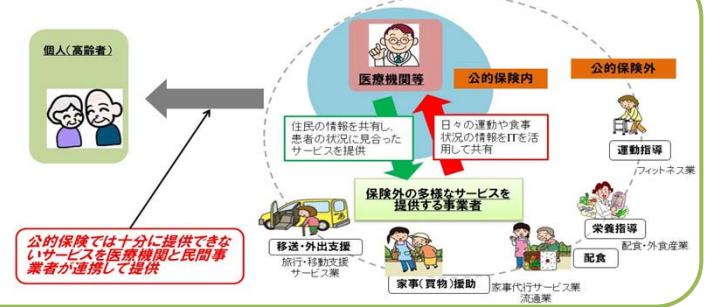 個人（高齢者）
医療機関等
公的保険内
公的保険外
住民の情報を共有し、
患者の状況に見合った
サービスを提供
日々の運動や食事
状況の情報をITを活
用して共有
運動指導
フィットネス業
保険外の多様なサービスを
提供する事業者
栄養指導
配食・外食産業
配食
移送・外出支援
旅行・移動支援
サービス業
家事（買物）援助
家事代行サービス業
流通業
公的保険では十分に提供できな
いサービスを医療機関と民間事
業者が連携して提供